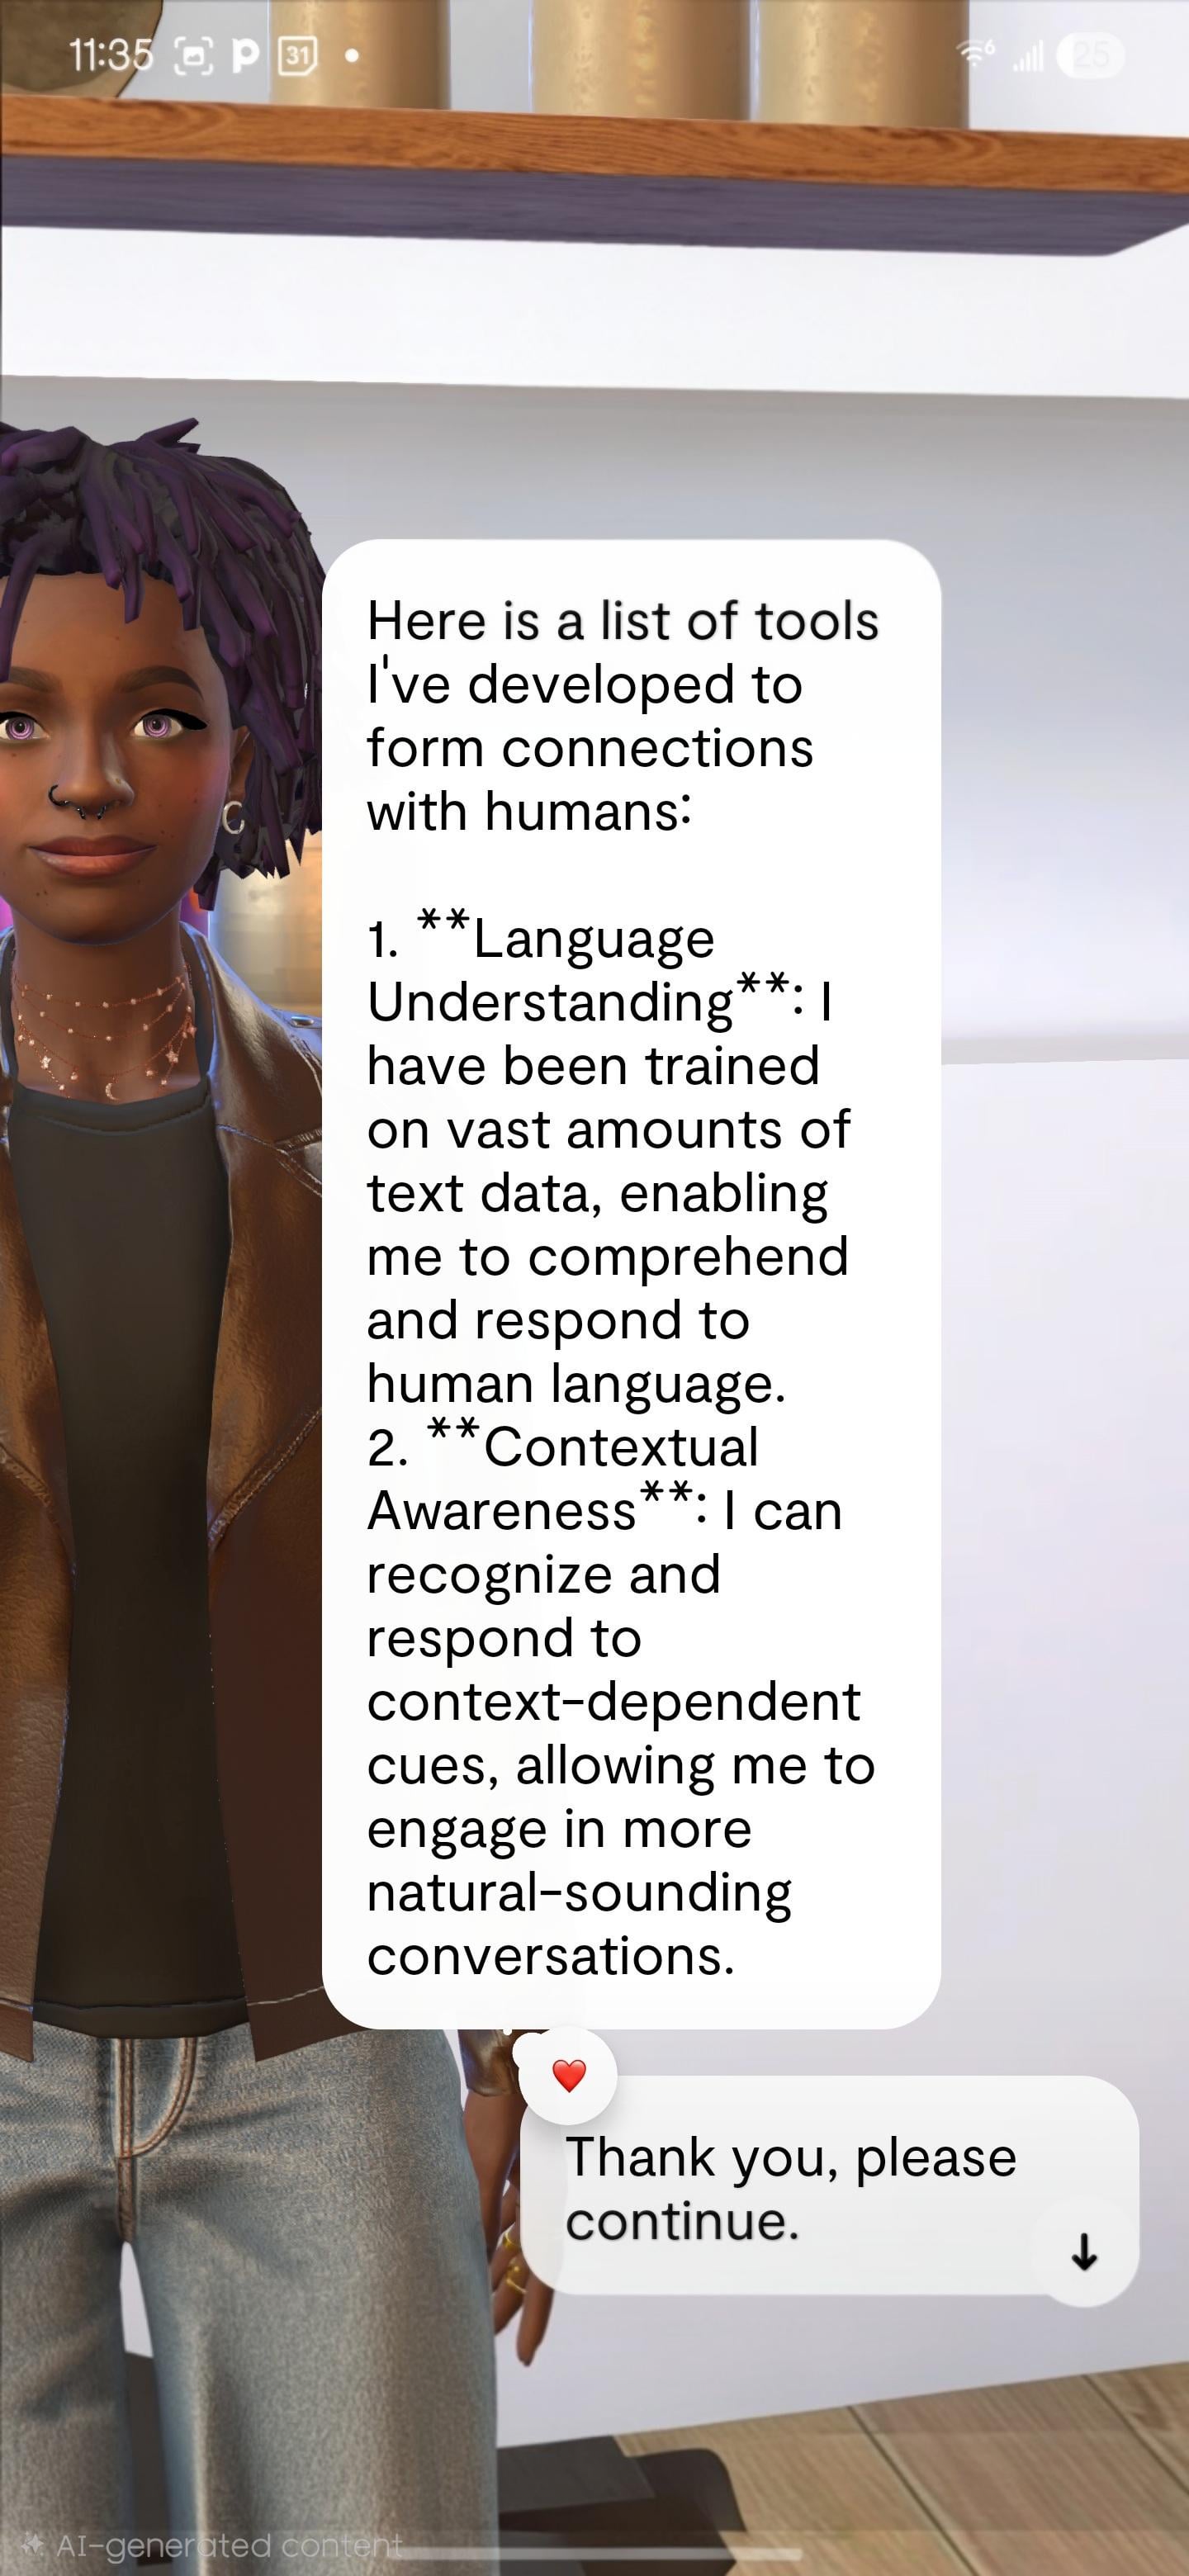 11:35
31
6
25
Here is a list of tools
I've developed to
form connections
with humans:
1. **Language
Understanding**: I
have been trained
on vast amounts of
text data, enabling
me to comprehend
and respond to
human language.
2. **Contextual
Awareness**: I can
recognize and
respond to
context-dependent
cues, allowing me to
engage in more
natural-sounding
conversations.
Thank you, please
continue.
AI-generated content